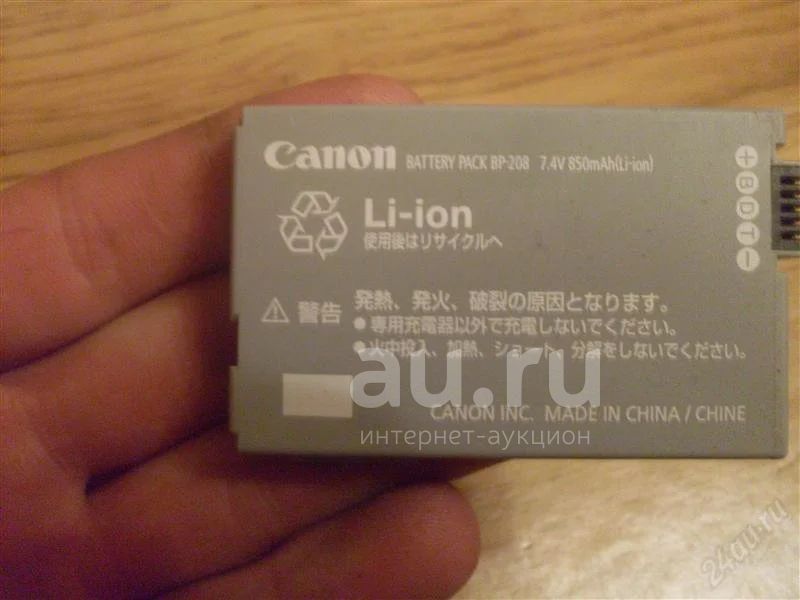 Canon BATTERY PACK BP-208 7.4V 850mAh(Li-ion)
+
B
D
T
−
Li-ion
使用後はリサイクルへ
⚠ 警告
発熱、発火、破裂の原因となります。
●専用充電器以外で充電しないでください。
●火中投入、加熱、ショート、分解をしないでください。
au.ru
интернет-аукцион
CANON INC. MADE IN CHINA / CHINE
24au.ru